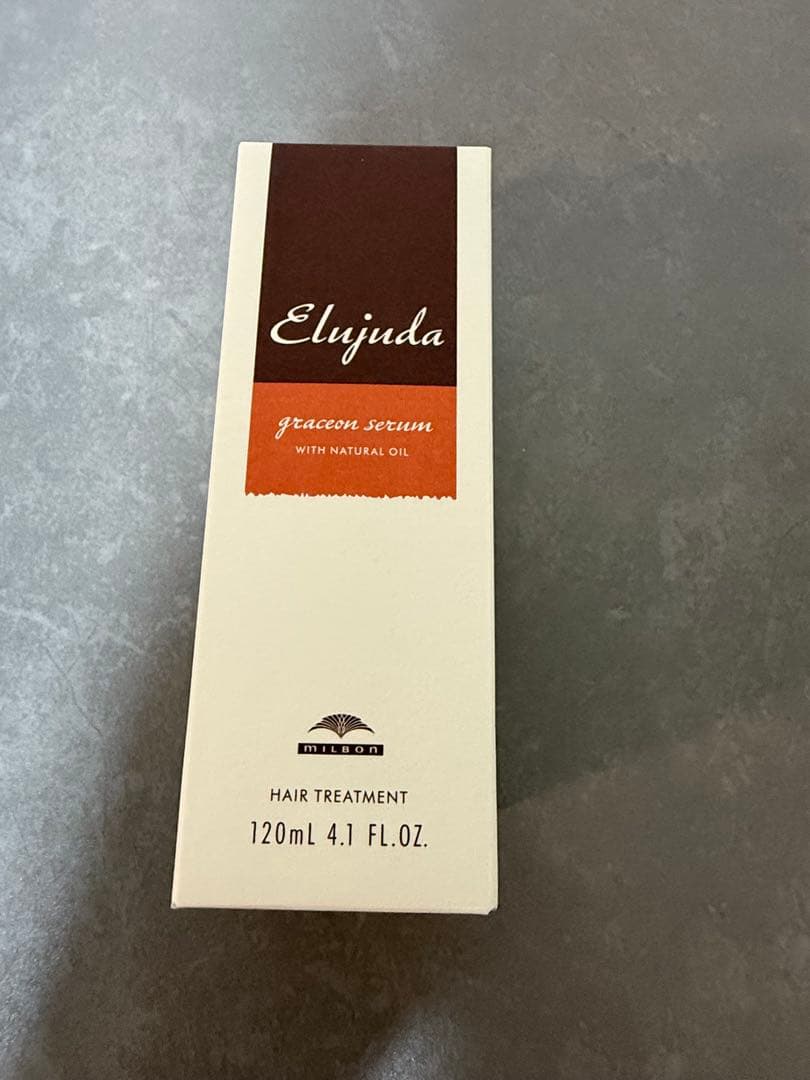 Elujuda
graceon serum
WITH NATURAL OIL
MILBON
HAIR TREATMENT
120mL 4.1 FL.OZ.